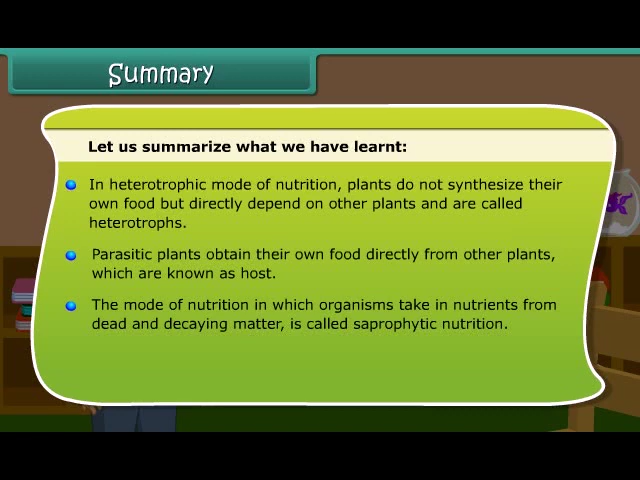 Summary
Let us summarize what we have learnt:
In heterotrophic mode of nutrition, plants do not synthesize their
own food but directly depend on other plants and are called
heterotrophs.
Parasitic plants obtain their own food directly from other plants,
which are known as host.
The mode of nutrition in which organisms take in nutrients from
dead and decaying matter, is called saprophytic nutrition.